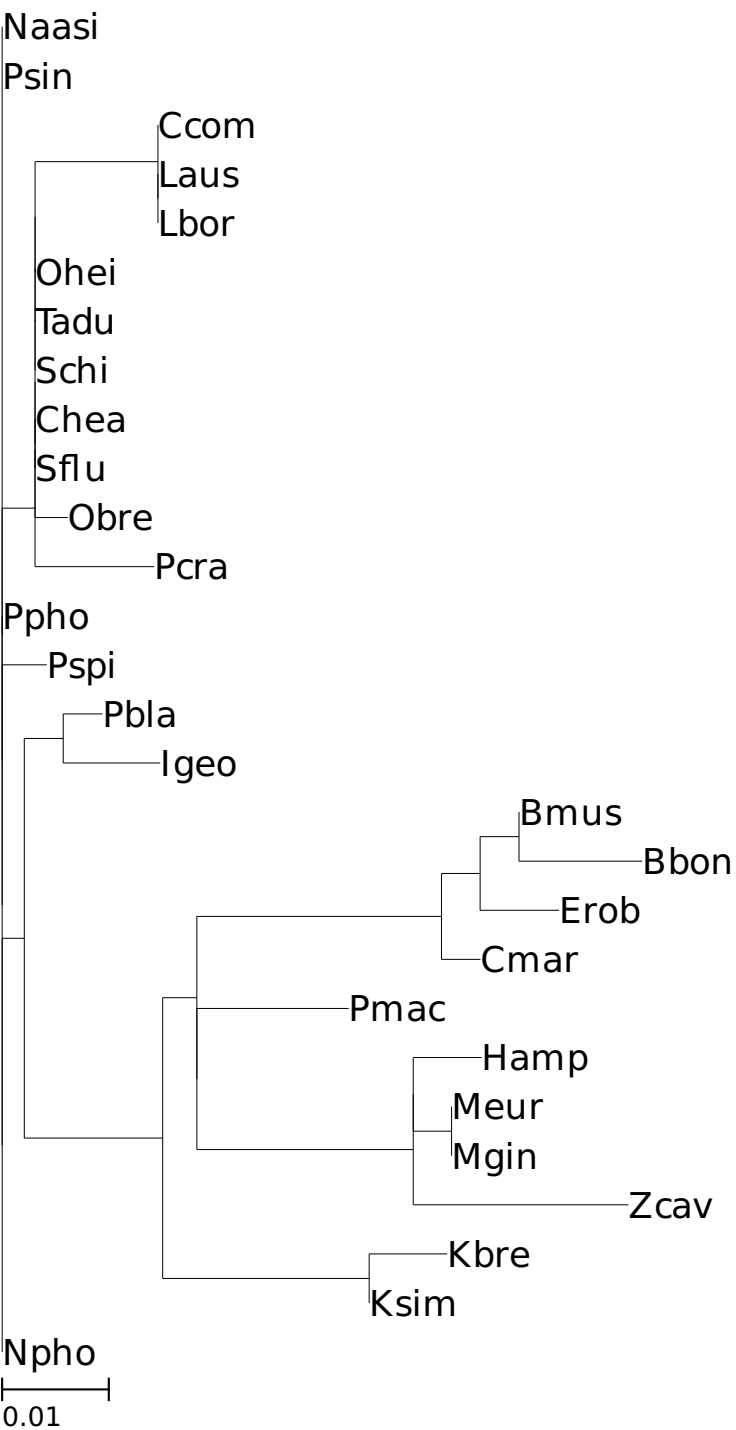 Naasi
Psin
Ccom
Laus
Lbor
Ohei
Tadu
Schi
Chea
Sflu
Obre
Pcra
Ppho
Pspi
Pbla
Igeo
Bmus
Bbon
Erob
Cmar
Pmac
Hamp
Meur
Mgin
Zcav
Kbre
Ksim
Npho
0.01